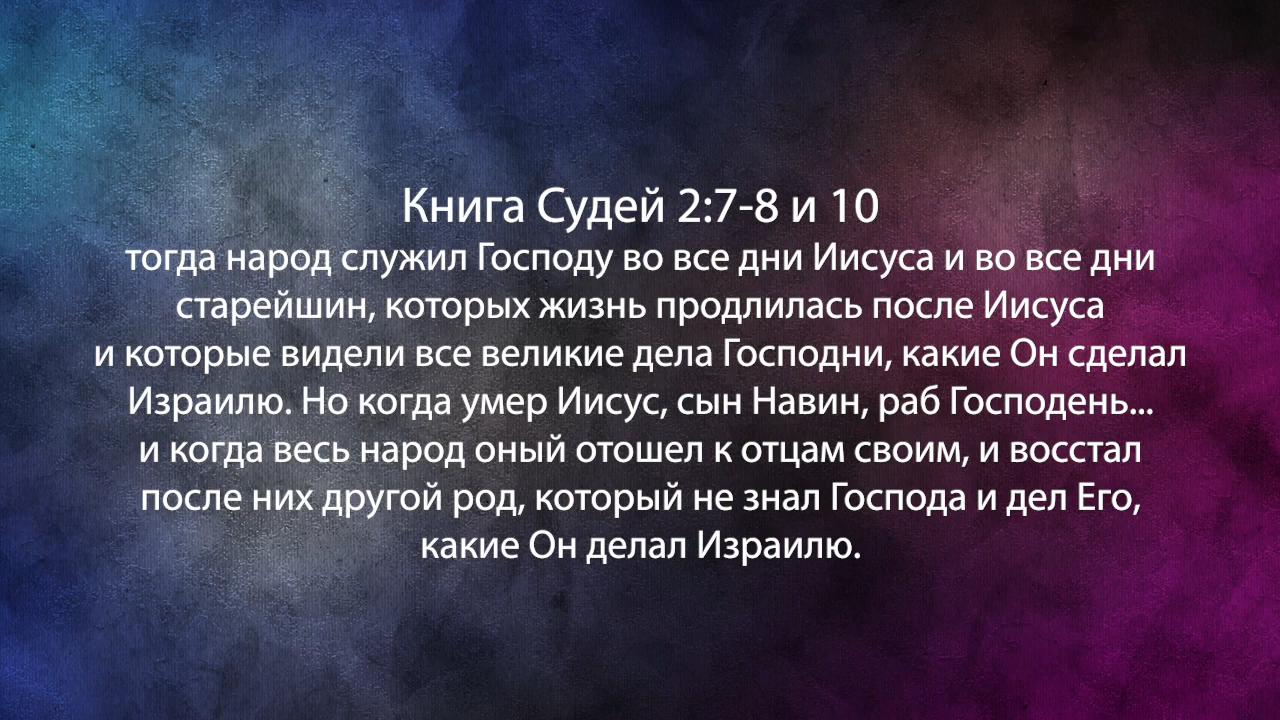 Книга Судей 2:7-8 и 10
тогда народ служил Господу во все дни Иисуса и во все дни
старейшин, которых жизнь продлилась после Иисуса
и которые видели все великие дела Господни, какие Он сделал
Израилю. Но когда умер Иисус, сын Навин, раб Господень...
и когда весь народ оный отошел к отцам своим, и восстал
после них другой род, который не знал Господа и дел Его,
какие Он делал Израилю.